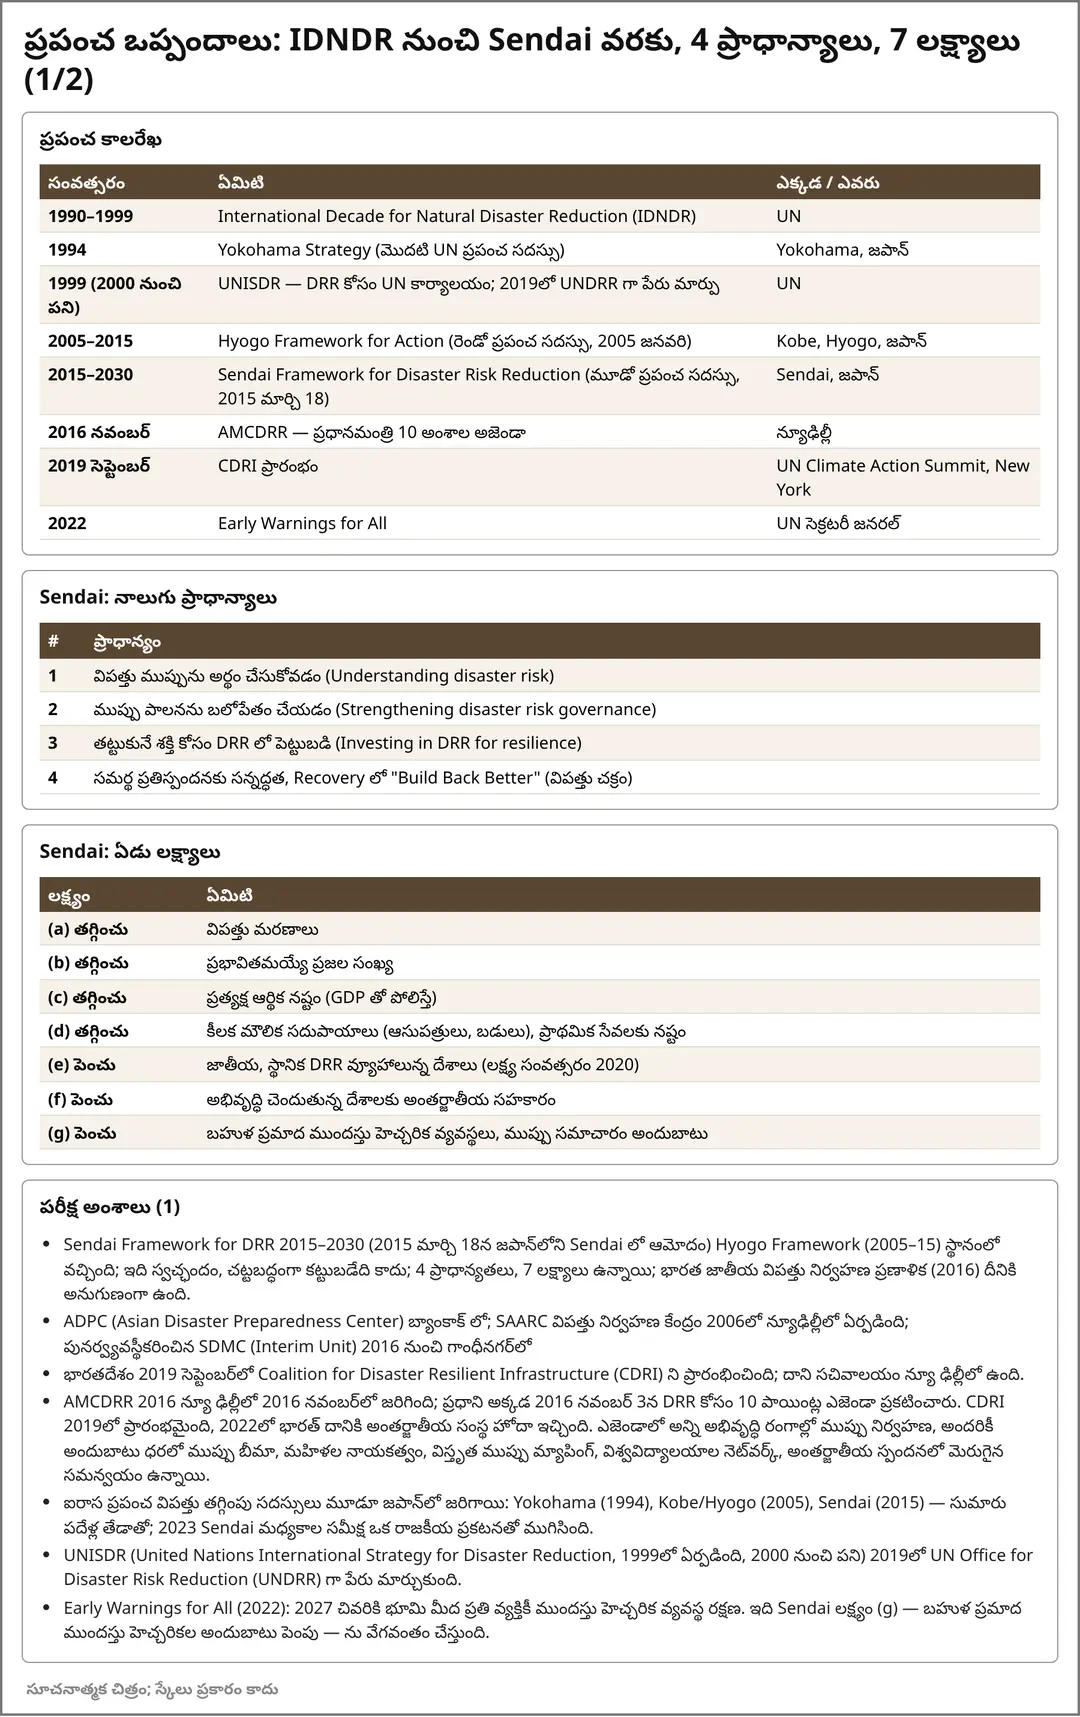 ప్రపంచ ఒప్పందాలు: IDNDR నుంచి Sendai వరకు, 4 ప్రాధాన్యాలు, 7 లక్ష్యాలు
(1/2)
ప్రపంచ కాలరేఖ
సంవత్సరం ఏమిటి ఎక్కడ / ఎవరు
1990–1999 International Decade for Natural Disaster Reduction (IDNDR) UN
1994 Yokohama Strategy (మొదటి UN ప్రపంచ సదస్సు) Yokohama, జపాన్
1999 (2000 నుంచి పని) UNISDR — DRR కోసం UN కార్యాలయం; 2019లో UNDRR గా పేరు మార్పు UN
2005–2015 Hyogo Framework for Action (రెండో ప్రపంచ సదస్సు, 2005 జనవరి) Kobe, Hyogo, జపాన్
2015–2030 Sendai Framework for Disaster Risk Reduction (మూడో ప్రపంచ సదస్సు, 2015 మార్చి 18) Sendai, జపాన్
2016 నవంబర్ AMCDRR — ప్రధానమంత్రి 10 అంశాల అజెండా న్యూఢిల్లీ
2019 సెప్టెంబర్ CDRI ప్రారంభం UN Climate Action Summit, New York
2022 Early Warnings for All UN సెక్రటరీ జనరల్
Sendai: నాలుగు ప్రాధాన్యాలు
# ప్రాధాన్యం
1 విపత్తు ముప్పును అర్థం చేసుకోవడం (Understanding disaster risk)
2 ముప్పు పాలనను బలోపేతం చేయడం (Strengthening disaster risk governance)
3 తట్టుకునే శక్తి కోసం DRR లో పెట్టుబడి (Investing in DRR for resilience)
4 సమర్థ ప్రతిస్పందనకు సన్నద్ధత, Recovery లో "Build Back Better" (విపత్తు చక్రం)
Sendai: ఏడు లక్ష్యాలు
లక్ష్యం ఏమిటి
(a) తగ్గించు విపత్తు మరణాలు
(b) తగ్గించు ప్రభావితమయ్యే ప్రజల సంఖ్య
(c) తగ్గించు ప్రత్యక్ష ఆర్థిక నష్టం (GDP తో పోలిస్తే)
(d) తగ్గించు కీలక మౌలిక సదుపాయాలు (ఆసుపత్రులు, బడులు), ప్రాథమిక సేవలకు నష్టం
(e) పెంచు జాతీయ, స్థానిక DRR వ్యూహాలున్న దేశాలు (లక్ష్య సంవత్సరం 2020)
(f) పెంచు అభివృద్ధి చెందుతున్న దేశాలకు అంతర్జాతీయ సహకారం
(g) పెంచు బహుళ ప్రమాద ముందస్తు హెచ్చరిక వ్యవస్థలు, ముప్పు సమాచారం అందుబాటు
పరీక్ష అంశాలు (1)
• Sendai Framework for DRR 2015–2030 (2015 మార్చి 18న జపాన్‌లోని Sendai లో ఆమోదం) Hyogo Framework (2005–15) స్థానంలో
వచ్చింది; ఇది స్వచ్ఛందం, చట్టబద్ధంగా కట్టుబడేది కాదు; 4 ప్రాధాన్యతలు, 7 లక్ష్యాలు ఉన్నాయి; భారత జాతీయ విపత్తు నిర్వహణ ప్రణాళిక (2016) దీనికి
అనుగుణంగా ఉంది.
• ADPC (Asian Disaster Preparedness Center) బ్యాంకాక్ లో; SAARC విపత్తు నిర్వహణ కేంద్రం 2006లో న్యూఢిల్లీలో ఏర్పడింది;
పునర్వ్యవస్థీకరించిన SDMC (Interim Unit) 2016 నుంచి గాంధీనగర్‌లో
• భారతదేశం 2019 సెప్టెంబర్‌లో Coalition for Disaster Resilient Infrastructure (CDRI) ని ప్రారంభించింది; దాని సచివాలయం న్యూ ఢిల్లీలో ఉంది.
• AMCDRR 2016 న్యూ ఢిల్లీలో 2016 నవంబర్‌లో జరిగింది; ప్రధాని అక్కడ 2016 నవంబర్ 3న DRR కోసం 10 పాయింట్ల ఎజెండా ప్రకటించారు. CDRI
2019లో ప్రారంభమైంది, 2022లో భారత్ దానికి అంతర్జాతీయ సంస్థ హోదా ఇచ్చింది. ఎజెండాలో అన్ని అభివృద్ధి రంగాల్లో ముప్పు నిర్వహణ, అందరికీ
అందుబాటు ధరలో ముప్పు బీమా, మహిళల నాయకత్వం, విస్తృత ముప్పు మ్యాపింగ్, విశ్వవిద్యాలయాల నెట్‌వర్క్, అంతర్జాతీయ స్పందనలో మెరుగైన
సమన్వయం ఉన్నాయి.
• ఐరాస ప్రపంచ విపత్తు తగ్గింపు సదస్సులు మూడూ జపాన్‌లో జరిగాయి: Yokohama (1994), Kobe/Hyogo (2005), Sendai (2015) — సుమారు
పదేళ్ల తేడాతో; 2023 Sendai మధ్యకాల సమీక్ష ఒక రాజకీయ ప్రకటనతో ముగిసింది.
• UNISDR (United Nations International Strategy for Disaster Reduction, 1999లో ఏర్పడింది, 2000 నుంచి పని) 2019లో UN Office for
Disaster Risk Reduction (UNDRR) గా పేరు మార్చుకుంది.
• Early Warnings for All (2022): 2027 చివరికి భూమి మీద ప్రతి వ్యక్తికీ ముందస్తు హెచ్చరిక వ్యవస్థ రక్షణ. ఇది Sendai లక్ష్యం (g) — బహుళ ప్రమాద
ముందస్తు హెచ్చరికల అందుబాటు పెంపు — ను వేగవంతం చేస్తుంది.
సూచనాత్మక చిత్రం; స్కేలు ప్రకారం కాదు